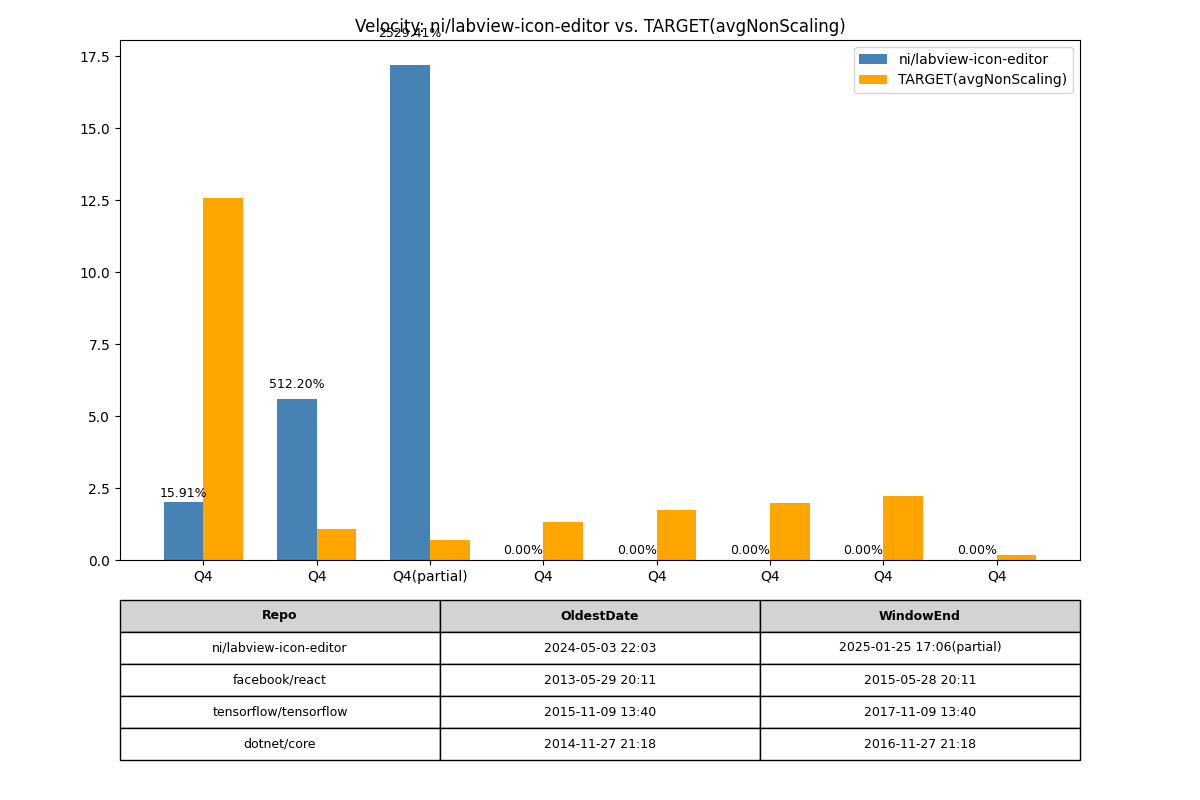 Velocity: ni/labview-icon-editor vs. TARGET(avgNonScaling)
2529.41%
17.5
15.0
12.5
10.0
7.5
5.0
2.5
0.0
ni/labview-icon-editor
TARGET(avgNonScaling)
512.20%
15.91%
0.00% 0.00% 0.00% 0.00% 0.00%
Q4 Q4 Q4(partial) Q4 Q4 Q4 Q4 Q4
Repo OldestDate WindowEnd
ni/labview-icon-editor 2024-05-03 22:03 2025-01-25 17:06(partial)
facebook/react 2013-05-29 20:11 2015-05-28 20:11
tensorflow/tensorflow 2015-11-09 13:40 2017-11-09 13:40
dotnet/core 2014-11-27 21:18 2016-11-27 21:18